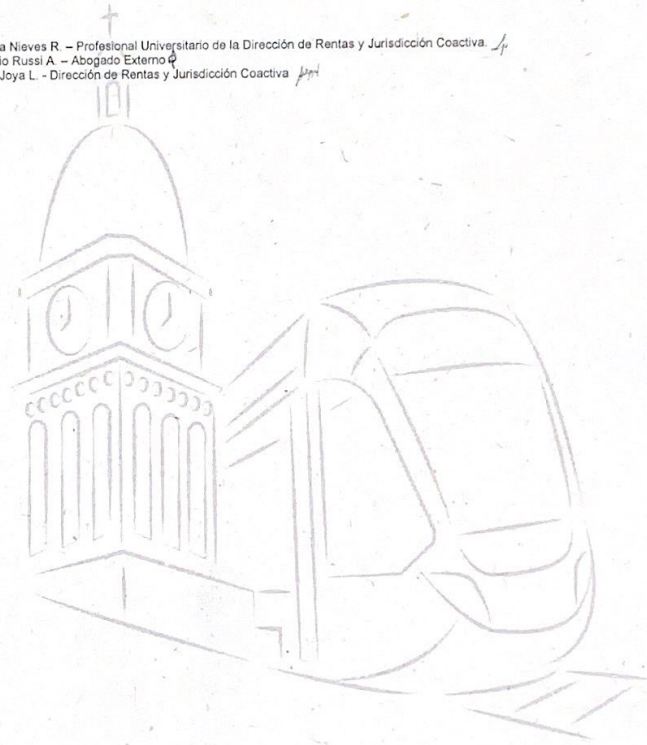 a Nieves R. – Profesional Universitario de la Dirección de Rentas y Jurisdicción Coactiva.
io Russi A. – Abogado Externo
Joya L. - Dirección de Rentas y Jurisdicción Coactiva